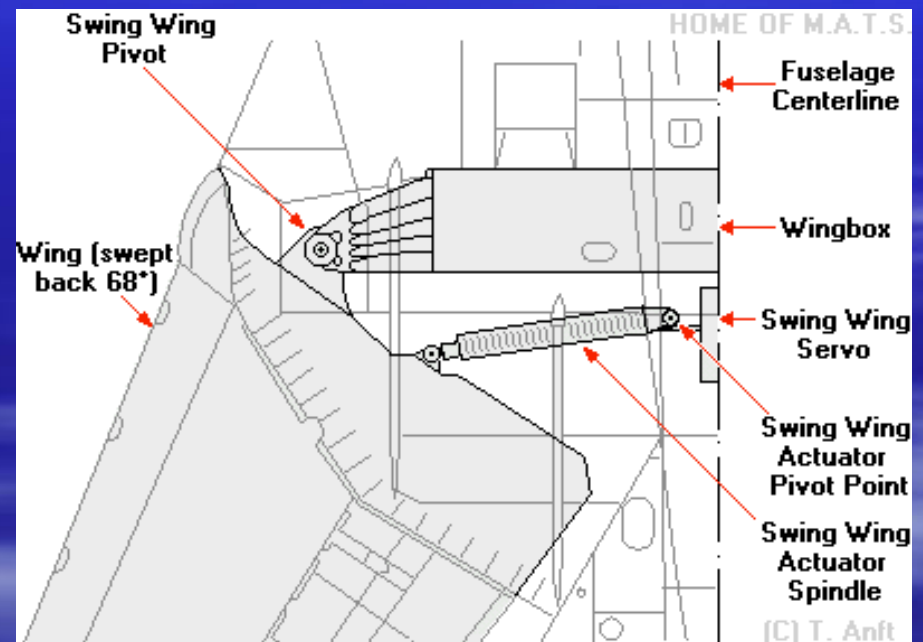 Swing Wing
Pivot
HOME OF M.A.T.S.
Fuselage
Centerline
Wingbox
Wing (swept
back 68°)
Swing Wing
Servo
Swing Wing
Actuator
Pivot Point
Swing Wing
Actuator
Spindle
(C) T. Anft